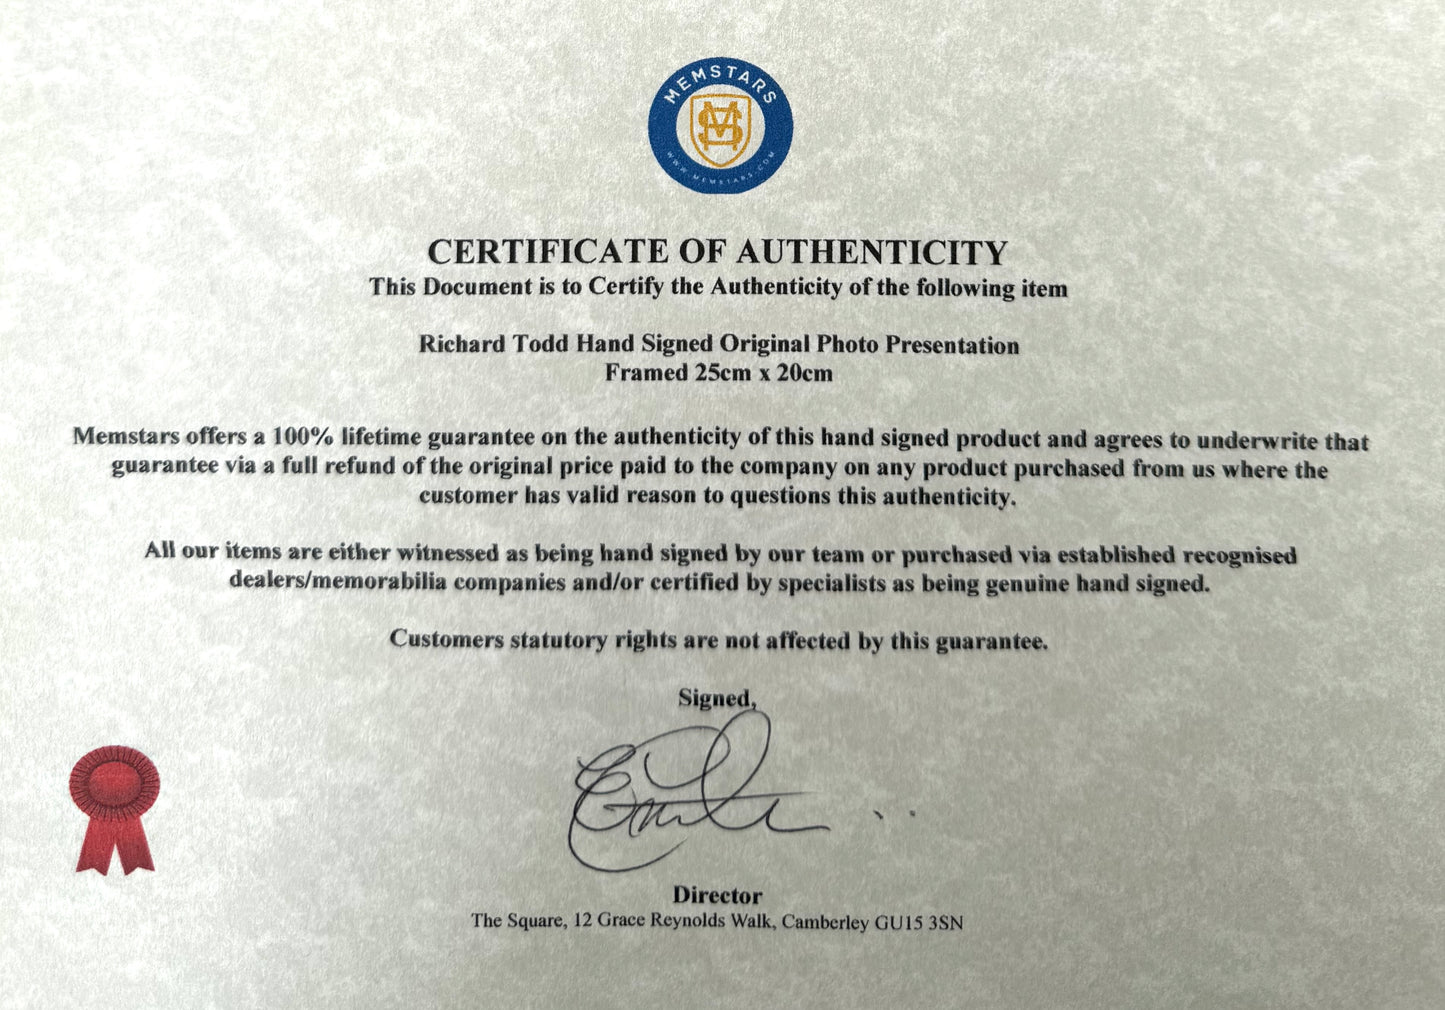 MEMSTARS
MS
WWW.MEMSTARS.COM
CERTIFICATE OF AUTHENTICITY
This Document is to Certify the Authenticity of the following item
Richard Todd Hand Signed Original Photo Presentation
Framed 25cm x 20cm
Memstars offers a 100% lifetime guarantee on the authenticity of this hand signed product and agrees to underwrite that
guarantee via a full refund of the original price paid to the company on any product purchased from us where the
customer has valid reason to questions this authenticity.
All our items are either witnessed as being hand signed by our team or purchased via established recognised
dealers/memorabilia companies and/or certified by specialists as being genuine hand signed.
Customers statutory rights are not affected by this guarantee.
Signed,
Director
The Square, 12 Grace Reynolds Walk, Camberley GU15 3SN